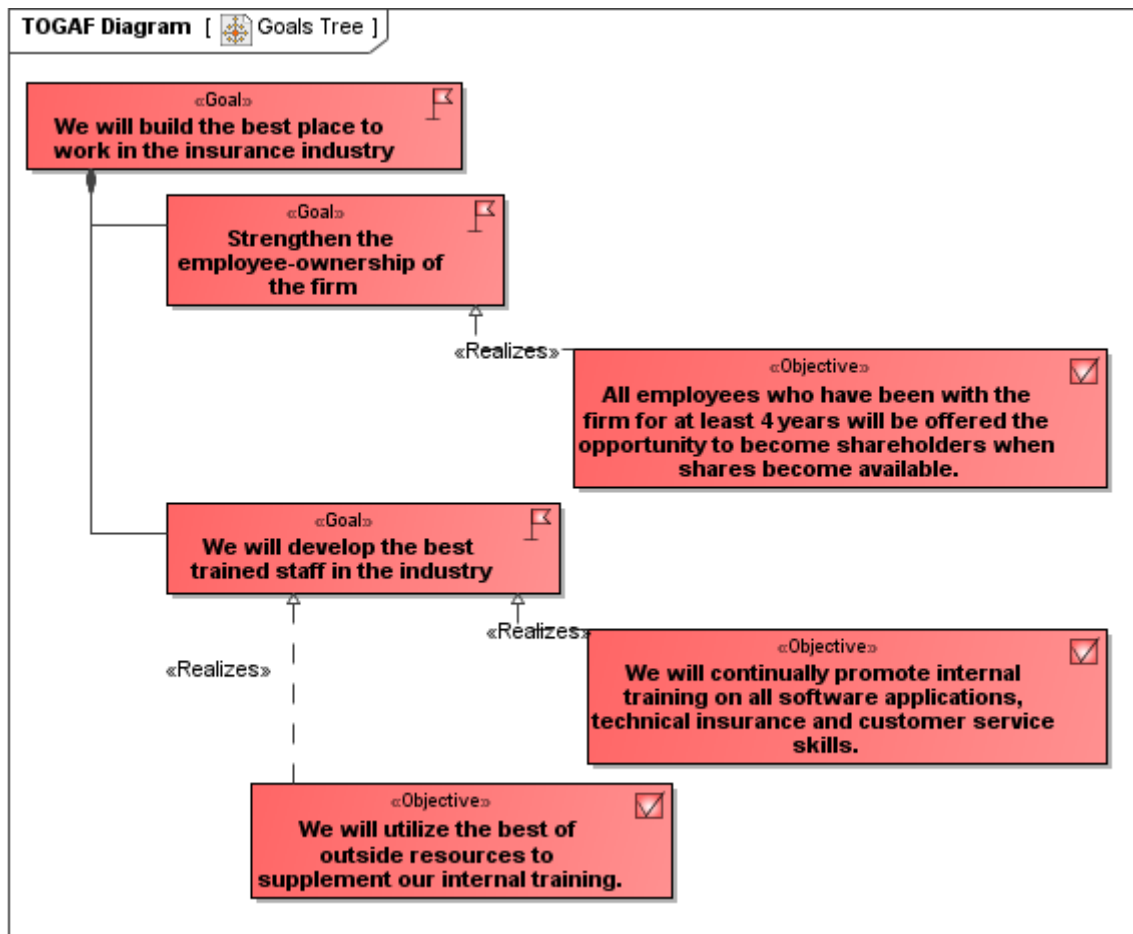 TOGAF Diagram [ Goals Tree ]
«Goal»
We will build the best place to
work in the insurance industry
«Goal»
Strengthen the
employee-ownership of
the firm
«Realizes»
«Objective»
All employees who have been with the
firm for at least 4 years will be offered the
opportunity to become shareholders when
shares become available.
«Goal»
We will develop the best
trained staff in the industry
«Realizes»
«Realizes»
«Objective»
We will continually promote internal
training on all software applications,
technical insurance and customer service
skills.
«Objective»
We will utilize the best of
outside resources to
supplement our internal training.